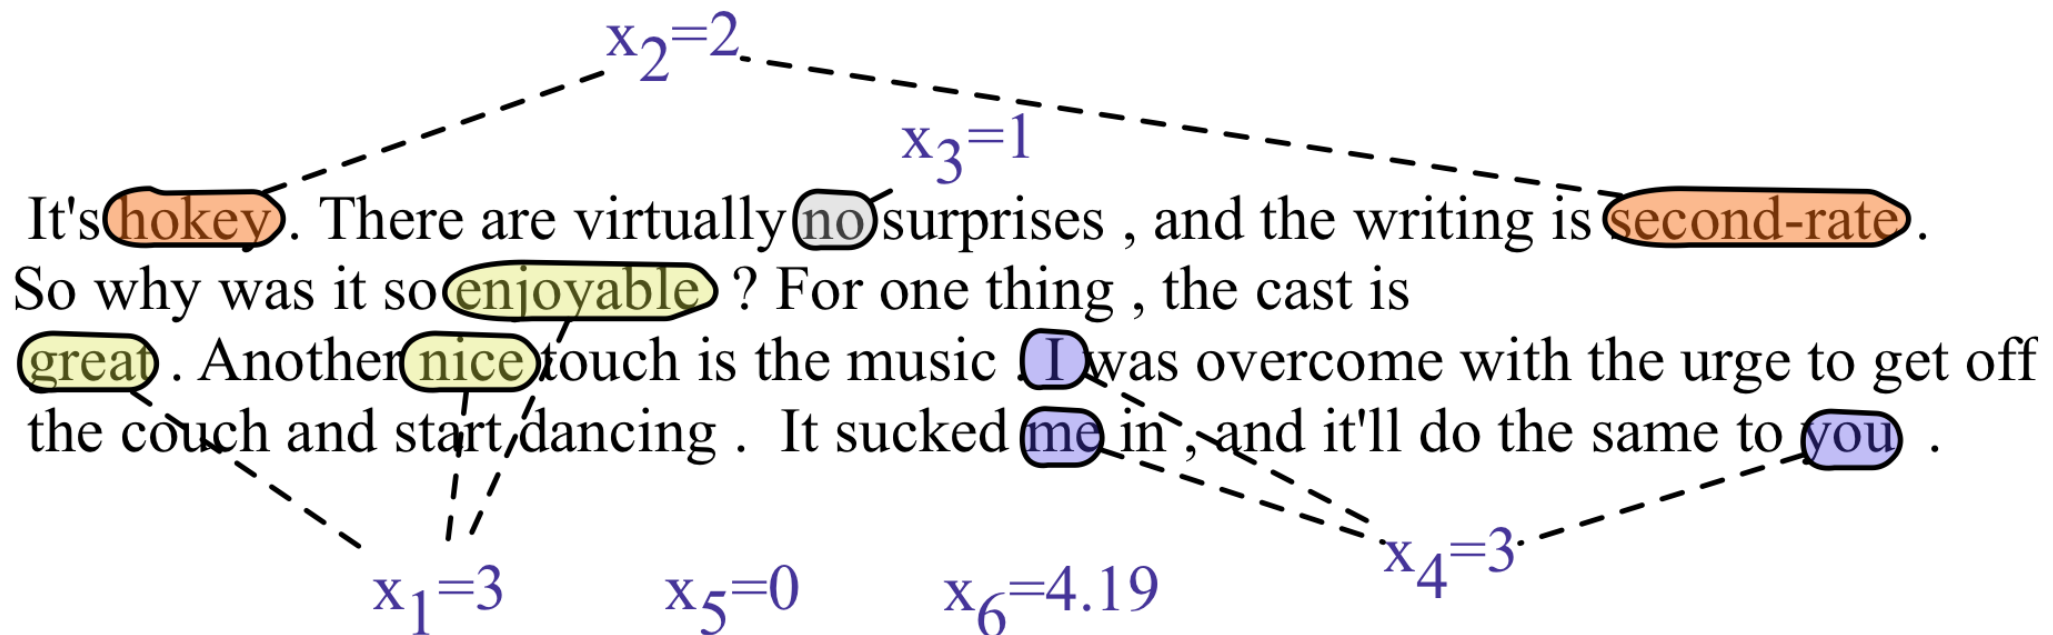 x2=2
x3=1
It's hokey . There are virtually no surprises , and the writing is second-rate .
So why was it so enjoyable ? For one thing , the cast is
great . Another nice touch is the music . I was overcome with the urge to get off
the couch and start dancing . It sucked me in , and it'll do the same to you .
x4=3
x1=3 x5=0 x6=4.19